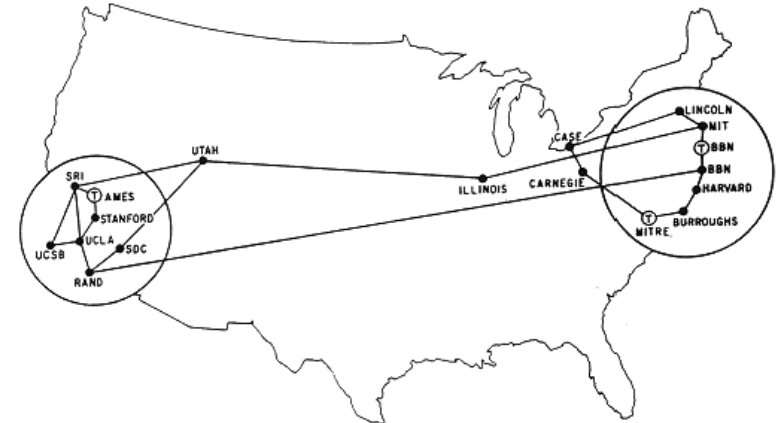 LINCOLN
MIT
CASE
T BBN
UTAH
BBN
SRI
ILLINOIS
CARNEGIE
T AMES
HARVARD
STANFORD
BURROUGHS
T
MITRE
UCLA
SDC
UCSB
RAND